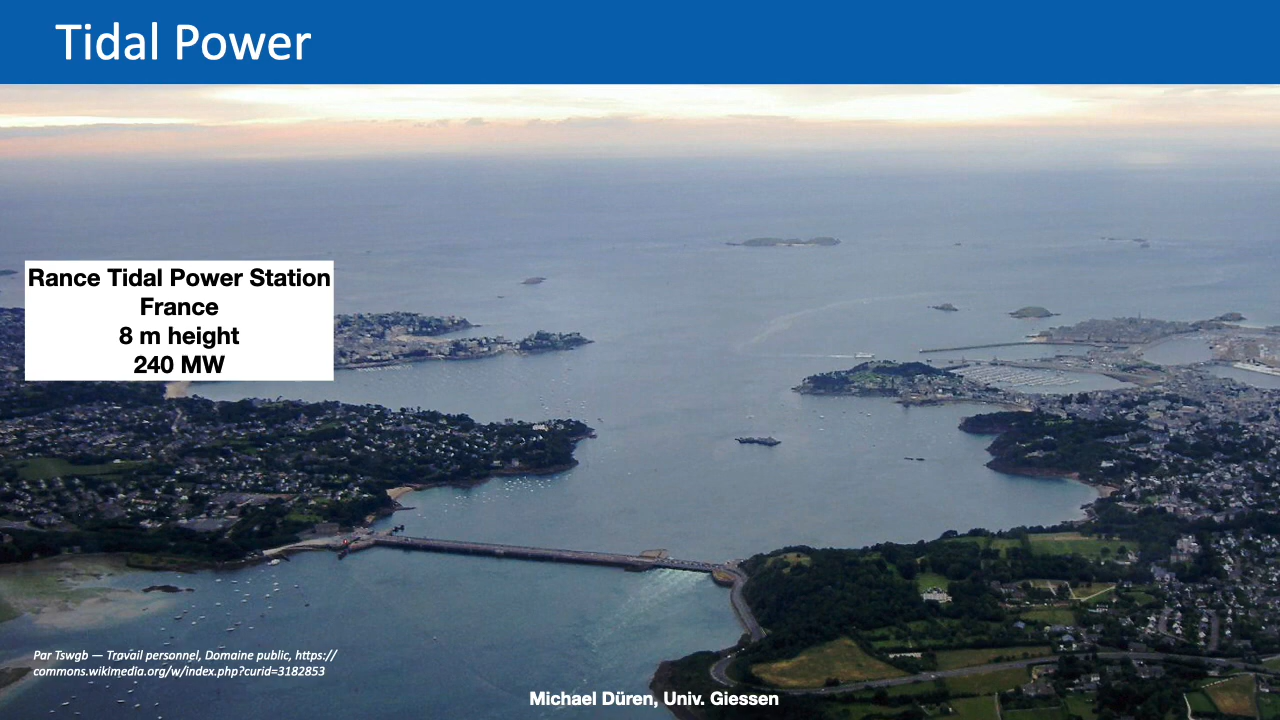 Tidal Power
Rance Tidal Power Station
France
8 m height
240 MW
Par Tswgb — Travail personnel, Domaine public, https://
commons.wikimedia.org/w/index.php?curid=3182853
Michael Düren, Univ. Giessen